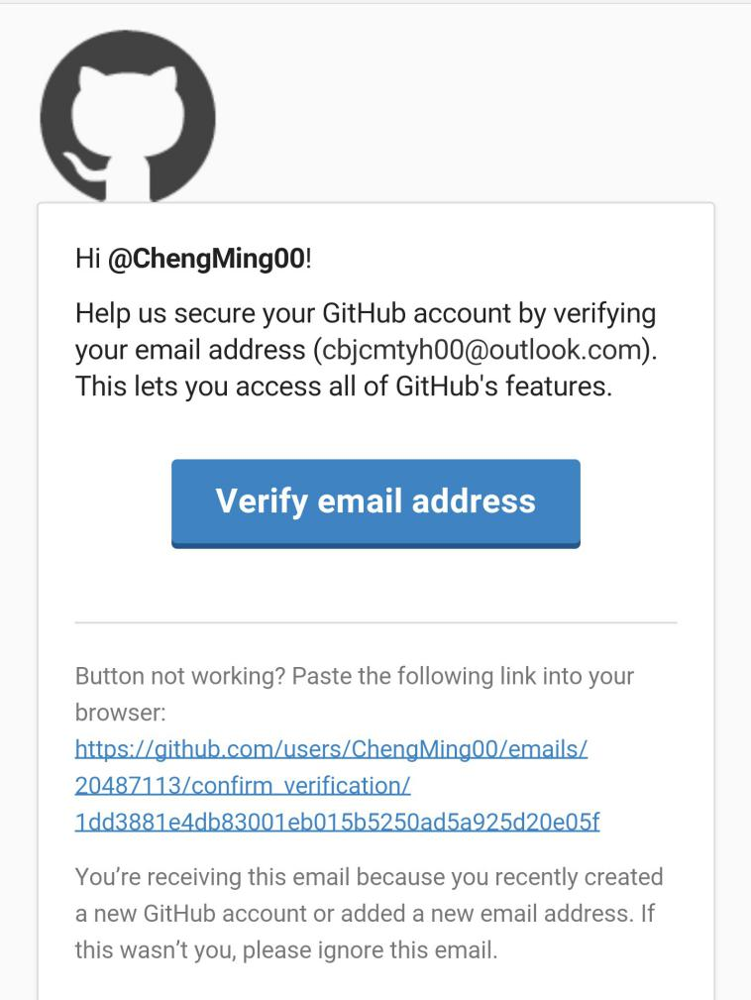 Hi @ChengMing00!
Help us secure your GitHub account by verifying
your email address (cbjcmtyh00@outlook.com).
This lets you access all of GitHub's features.
Verify email address
Button not working? Paste the following link into your
browser:
https://github.com/users/ChengMing00/emails/
20487113/confirm_verification/
1dd3881e4db83001eb015b5250ad5a925d20e05f
You’re receiving this email because you recently created
a new GitHub account or added a new email address. If
this wasn’t you, please ignore this email.